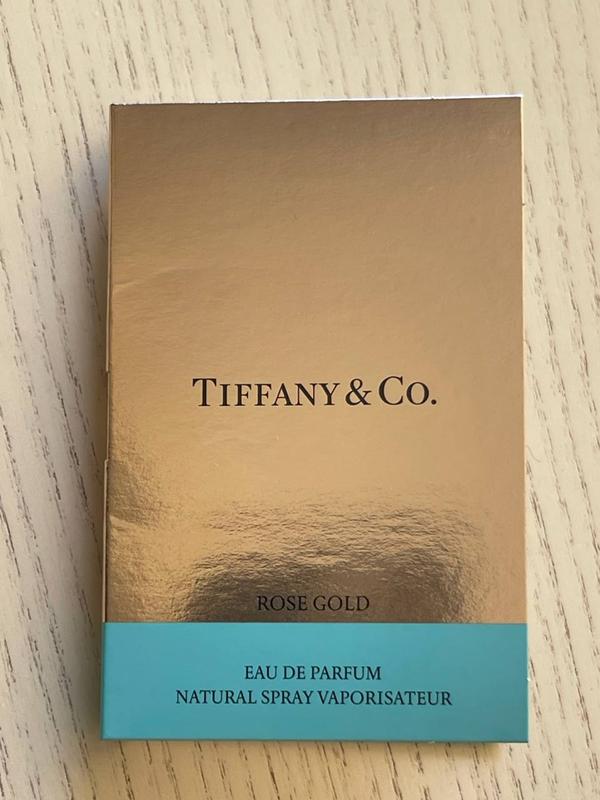 TIFFANY & CO.
ROSE GOLD
EAU DE PARFUM
NATURAL SPRAY VAPORISATEUR